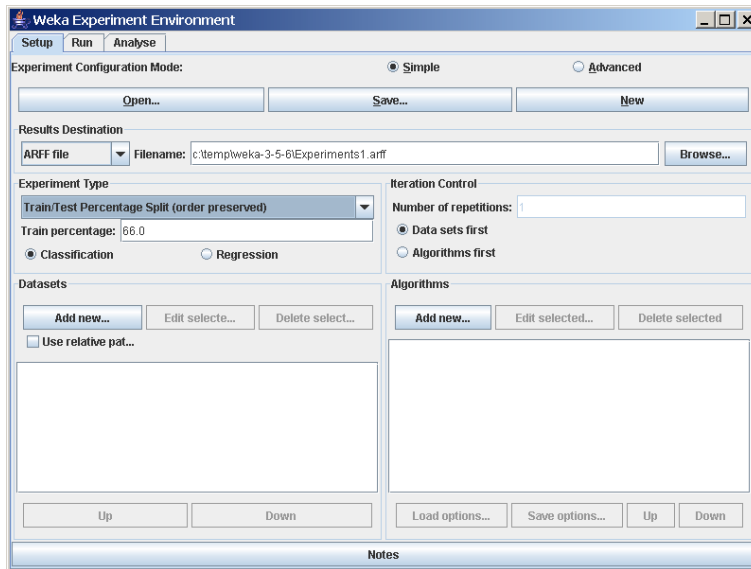 Weka Experiment Environment
Setup Run Analyse
Experiment Configuration Mode: Simple Advanced
Open... Save... New
Results Destination
ARFF file Filename: c:\temp\weka-3-5-6\Experiments1.arff Browse...
Experiment Type
Train/Test Percentage Split (order preserved)
Train percentage: 66.0
Classification Regression
Iteration Control
Number of repetitions: 1
Data sets first
Algorithms first
Datasets
Add new... Edit selecte... Delete select...
Use relative pat...
Up Down
Algorithms
Add new... Edit selected... Delete selected
Load options... Save options... Up Down
Notes